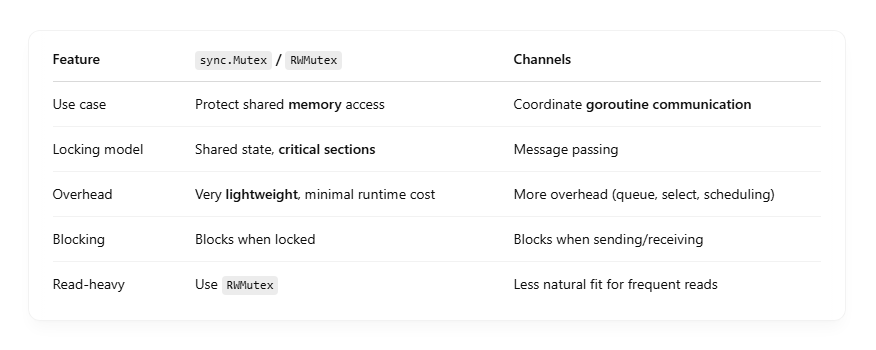 Feature sync.Mutex / RWMutex Channels
Use case Protect shared memory access Coordinate goroutine communication
Locking model Shared state, critical sections Message passing
Overhead Very lightweight, minimal runtime cost More overhead (queue, select, scheduling)
Blocking Blocks when locked Blocks when sending/receiving
Read-heavy Use RWMutex Less natural fit for frequent reads